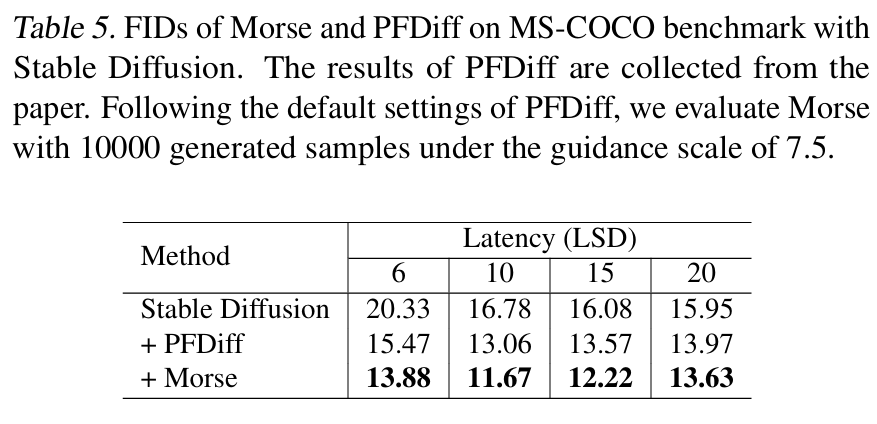 Table 5. FIDs of Morse and PFDiff on MS-COCO benchmark with
Stable Diffusion. The results of PFDiff are collected from the
paper. Following the default settings of PFDiff, we evaluate Morse
with 10000 generated samples under the guidance scale of 7.5.
Method Latency (LSD)
6 10 15 20
Stable Diffusion 20.33 16.78 16.08 15.95
+ PFDiff 15.47 13.06 13.57 13.97
+ Morse 13.88 11.67 12.22 13.63